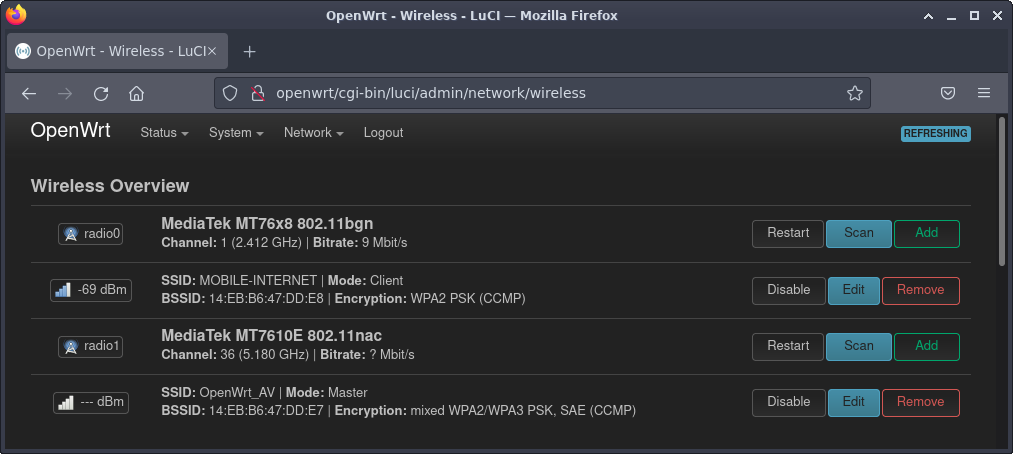 OpenWrt - Wireless - LuCI — Mozilla Firefox
OpenWrt - Wireless - LuCI
openwrt/cgi-bin/luci/admin/network/wireless
OpenWrt Status System Network Logout REFRESHING
Wireless Overview
radio0
MediaTek MT76x8 802.11bgn
Channel: 1 (2.412 GHz) | Bitrate: 9 Mbit/s
Restart Scan Add
-69 dBm
SSID: MOBILE-INTERNET | Mode: Client
BSSID: 14:EB:B6:47:DD:E8 | Encryption: WPA2 PSK (CCMP)
Disable Edit Remove
radio1
MediaTek MT7610E 802.11nac
Channel: 36 (5.180 GHz) | Bitrate: ? Mbit/s
Restart Scan Add
--- dBm
SSID: OpenWrt_AV | Mode: Master
BSSID: 14:EB:B6:47:DD:E7 | Encryption: mixed WPA2/WPA3 PSK, SAE (CCMP)
Disable Edit Remove